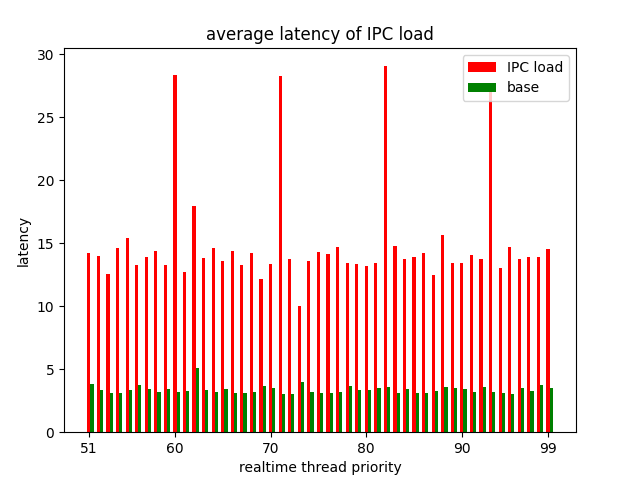 average latency of IPC load
30
25
20
15
10
5
0
latency
IPC load
base
51 60 70 80 90 99
realtime thread priority